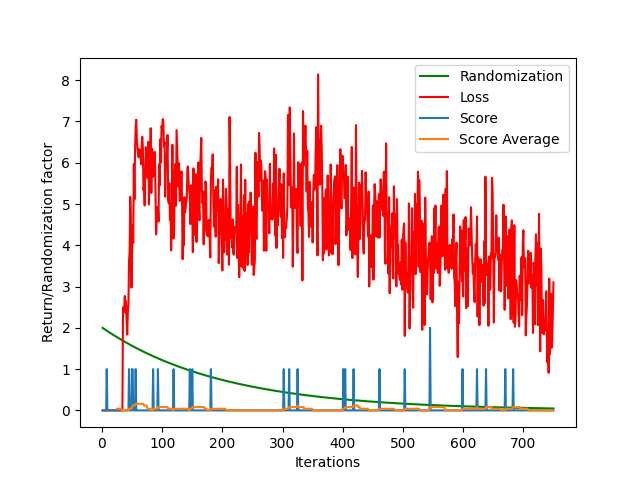 Randomization
Loss
Score
Score Average
Return/Randomization factor
8
7
6
5
4
3
2
1
0
0 100 200 300 400 500 600 700
Iterations